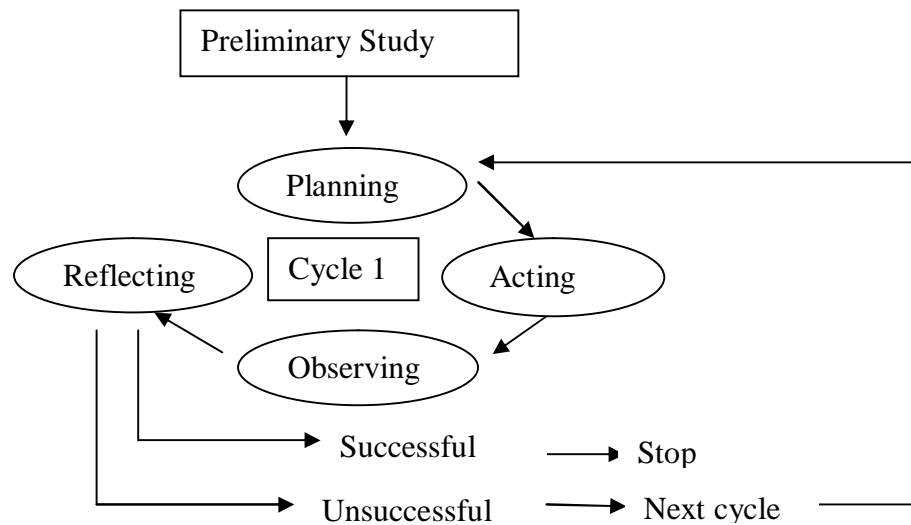 Preliminary Study
Planning
Reflecting
Cycle 1
Acting
Observing
Successful
Stop
Unsuccessful
Next cycle